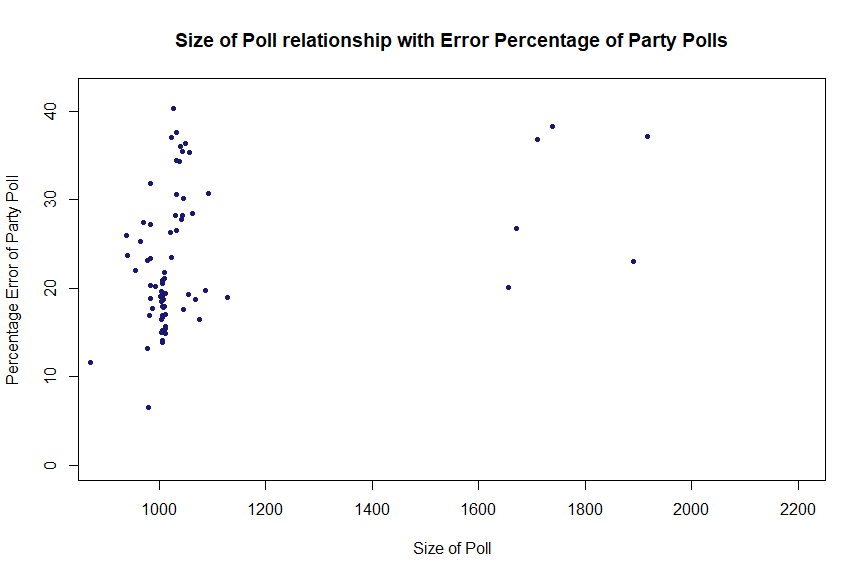 Size of Poll relationship with Error Percentage of Party Polls
Percentage Error of Party Poll
40
30
20
10
0
1000 1200 1400 1600 1800 2000 2200
Size of Poll